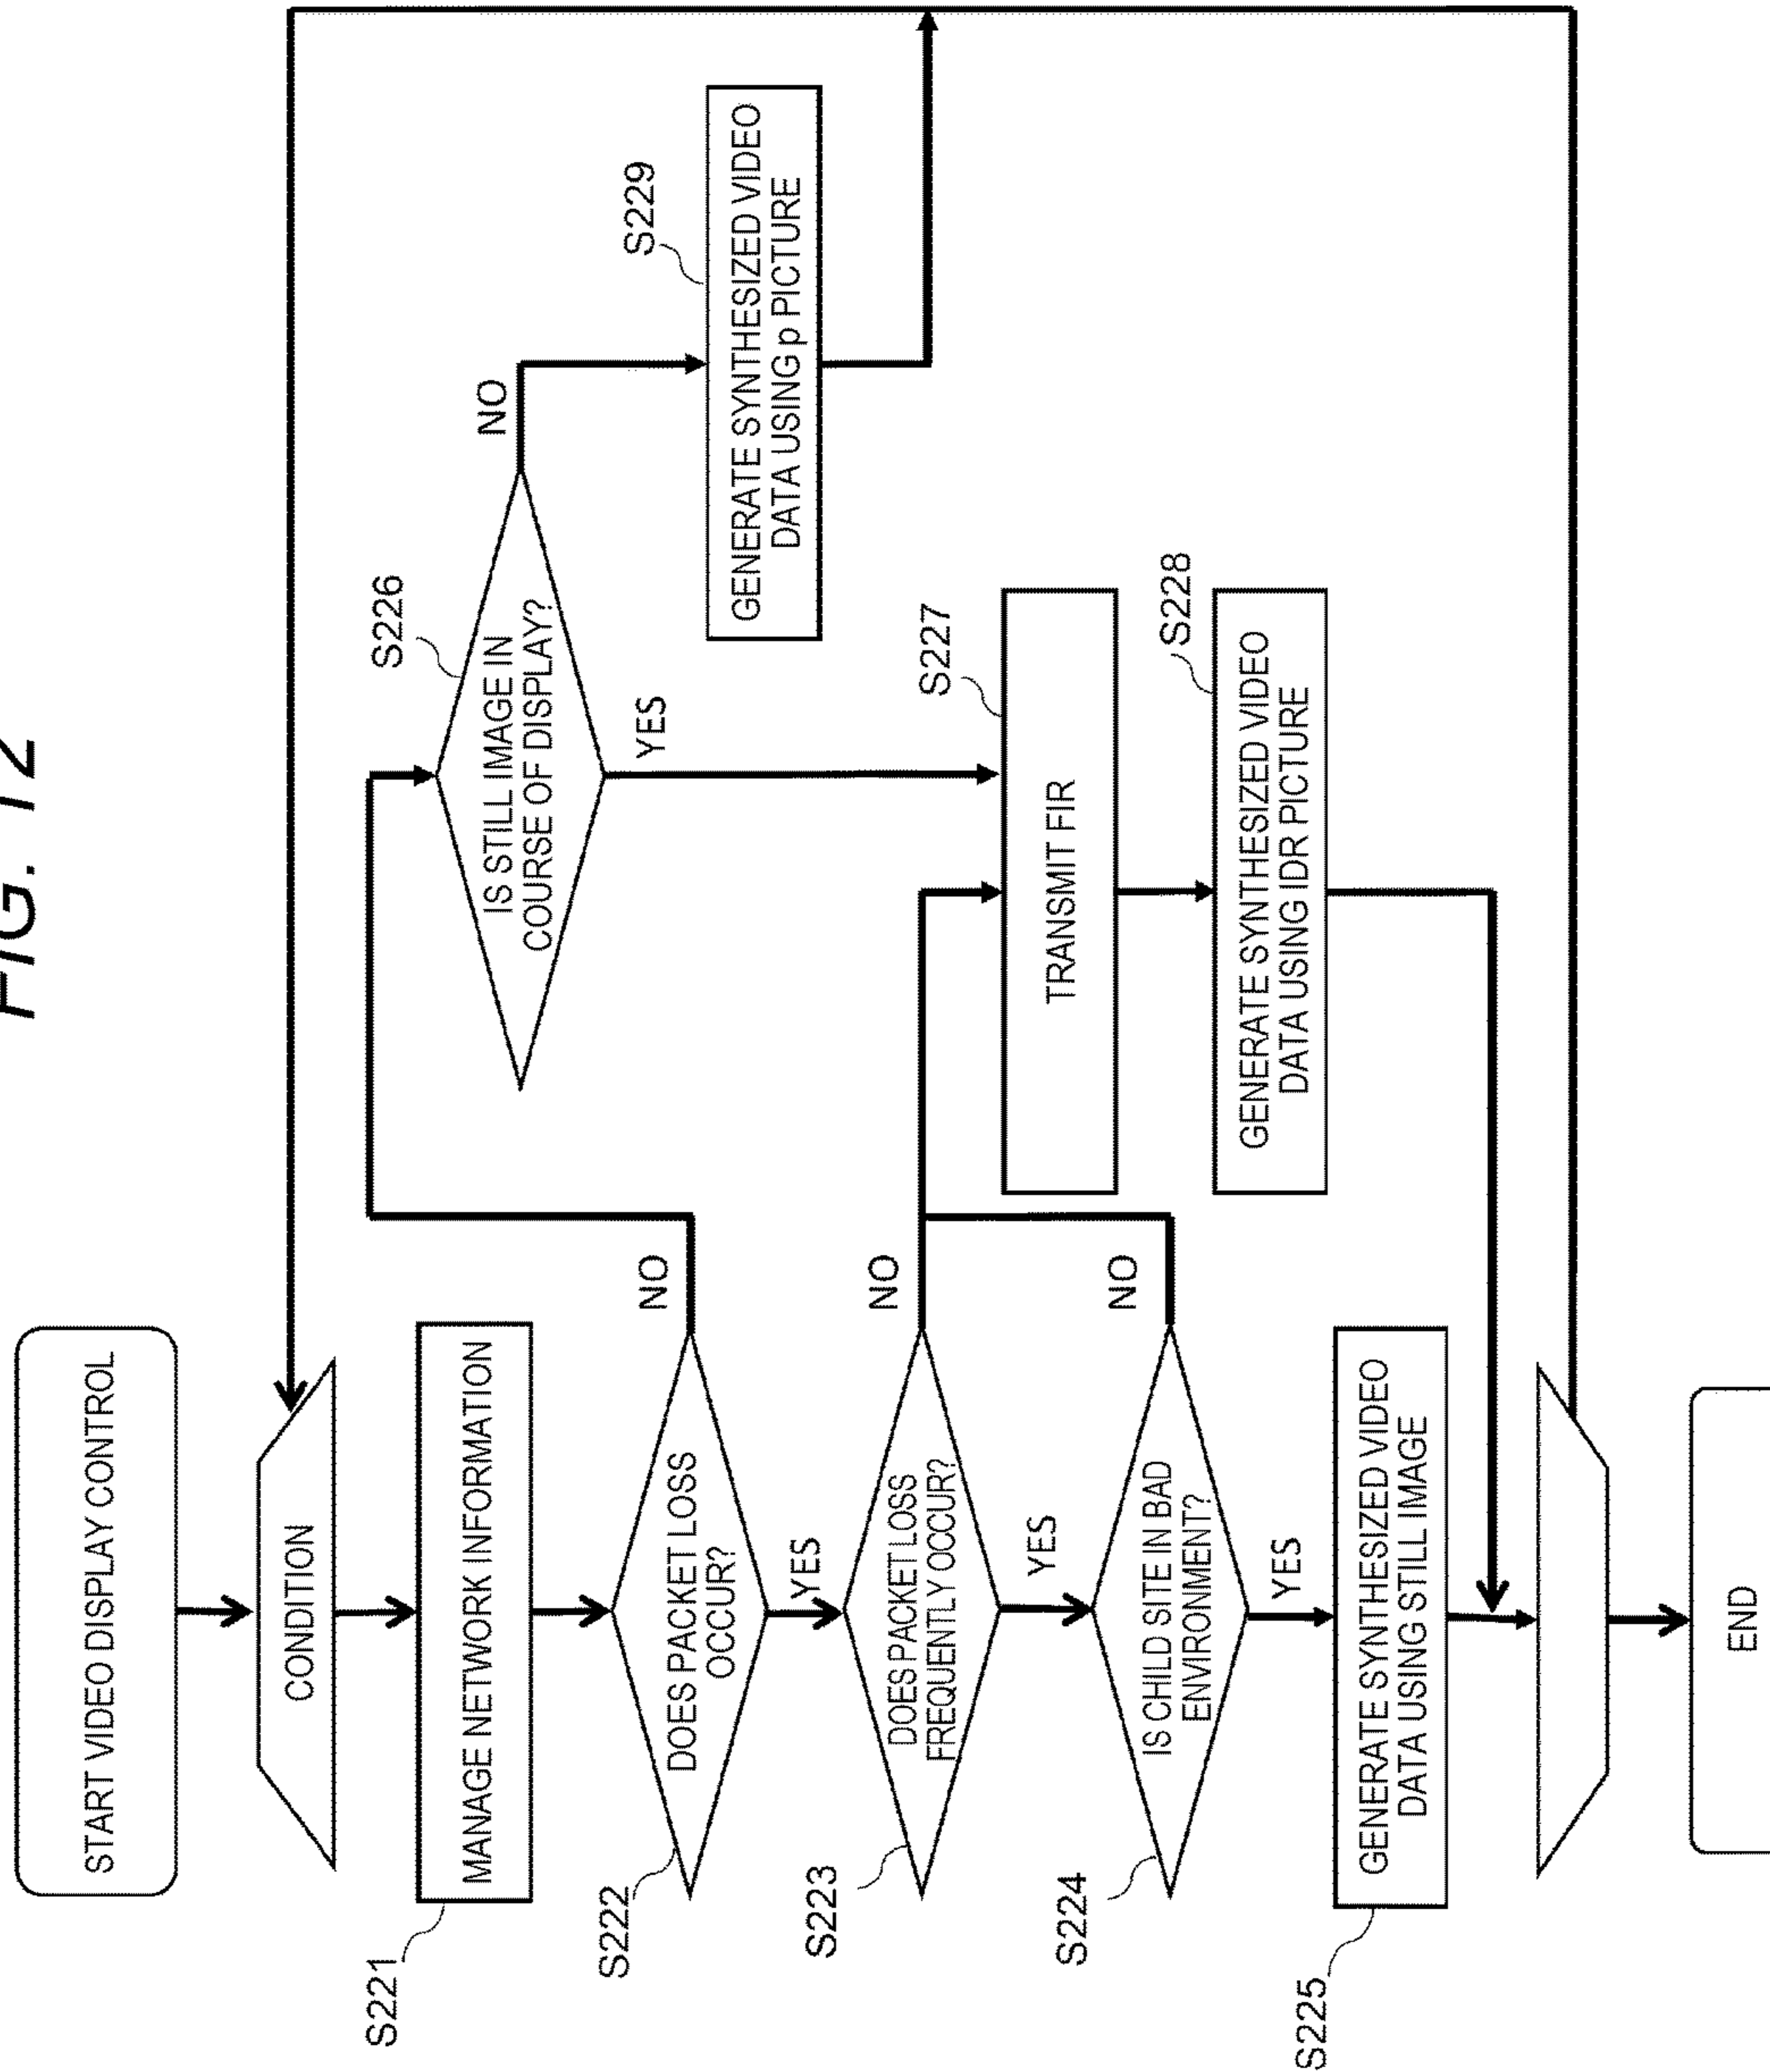 FIG. 12
START VIDEO DISPLAY CONTROL
CONDITION
S221
MANAGE NETWORK INFORMATION
S222
DOES PACKET LOSS
OCCUR?
NO
YES
S223
DOES PACKET LOSS
FREQUENTLY OCCUR?
NO
YES
S224
IS CHILD SITE IN BAD
ENVIRONMENT?
NO
YES
S225
GENERATE SYNTHESIZED VIDEO
DATA USING STILL IMAGE
END
S226
IS STILL IMAGE IN
COURSE OF DISPLAY?
NO
YES
S227
TRANSMIT FIR
S228
GENERATE SYNTHESIZED VIDEO
DATA USING IDR PICTURE
S229
GENERATE SYNTHESIZED VIDEO
DATA USING p PICTURE